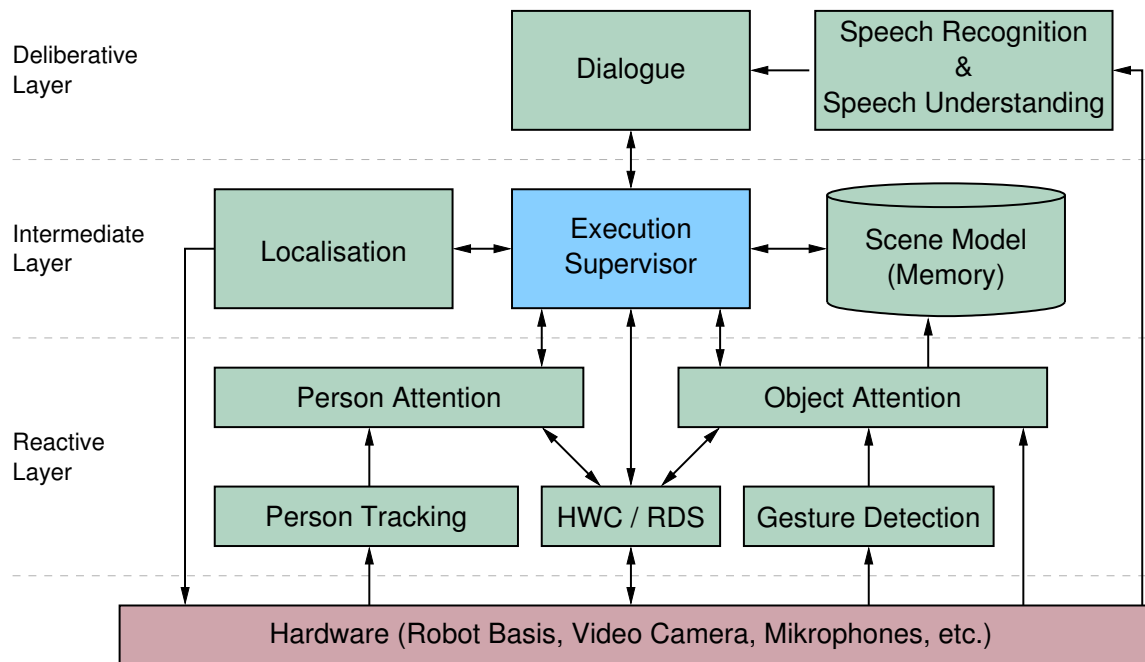 Deliberative
Layer
Dialogue
Speech Recognition
&
Speech Understanding
Intermediate
Layer
Localisation
Execution
Supervisor
Scene Model
(Memory)
Reactive
Layer
Person Attention
Object Attention
Person Tracking
HWC / RDS
Gesture Detection
Hardware (Robot Basis, Video Camera, Mikrophones, etc.)